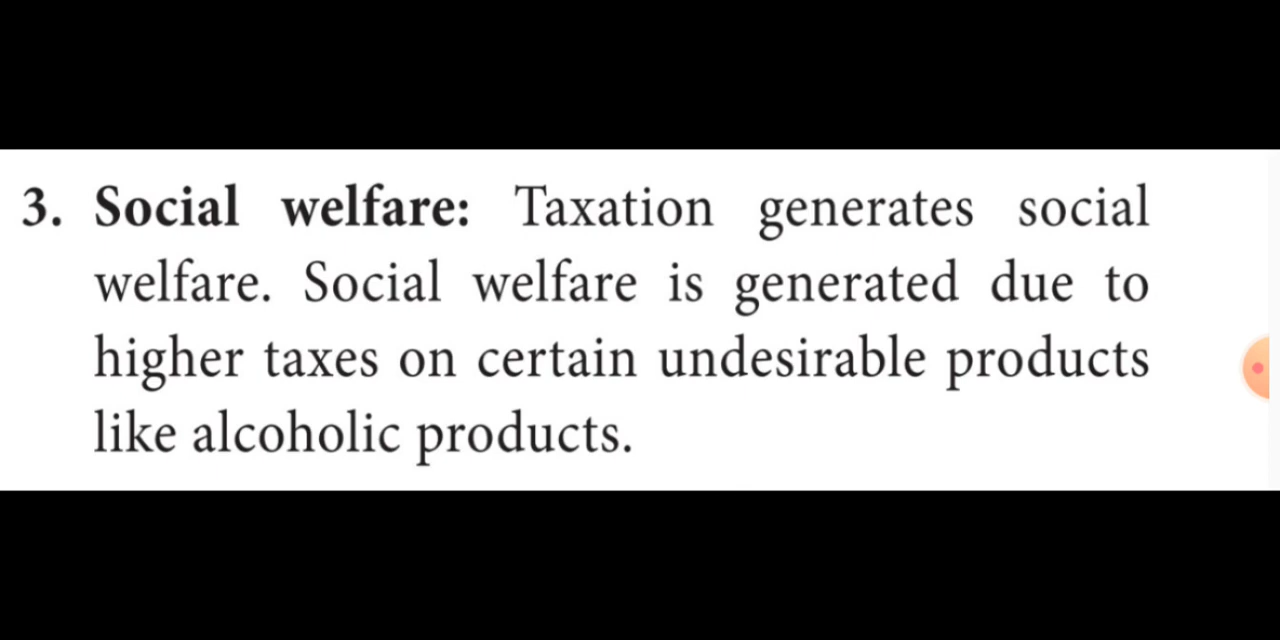 3. Social welfare: Taxation generates social
welfare. Social welfare is generated due to
higher taxes on certain undesirable products
like alcoholic products.